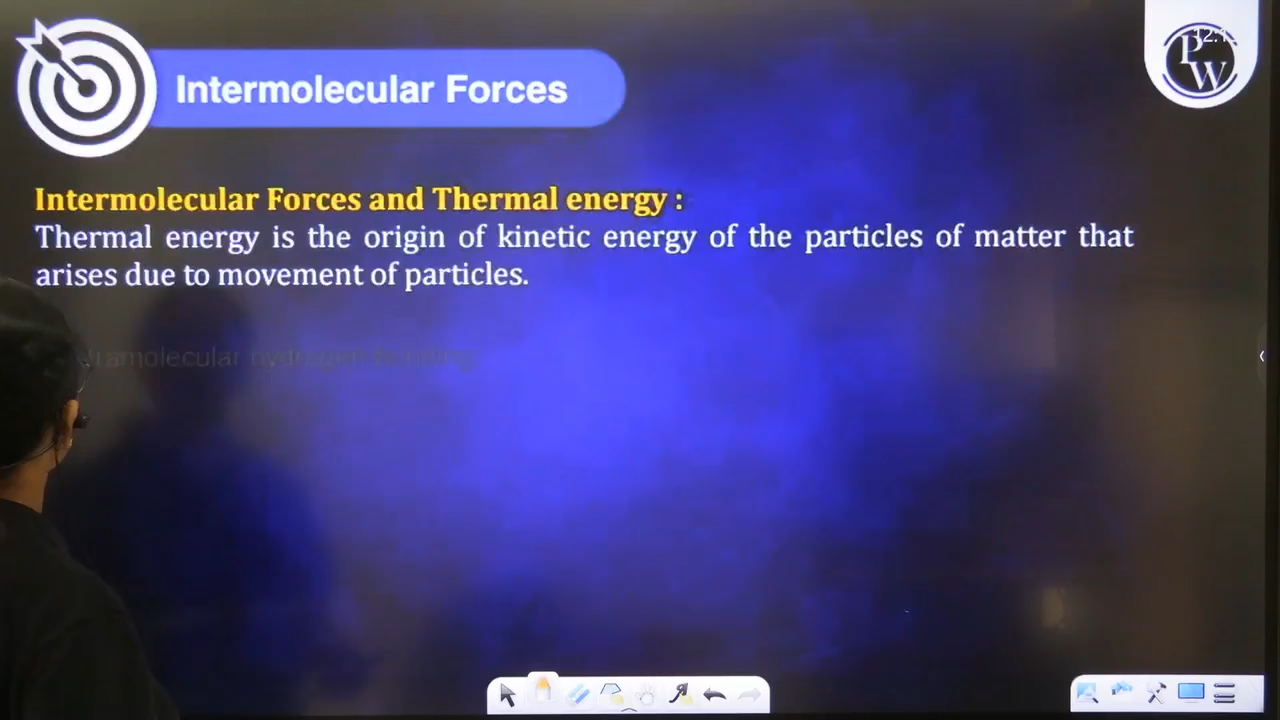 Intermolecular Forces
PW
Intermolecular Forces and Thermal energy :
Thermal energy is the origin of kinetic energy of the particles of matter that
arises due to movement of particles.